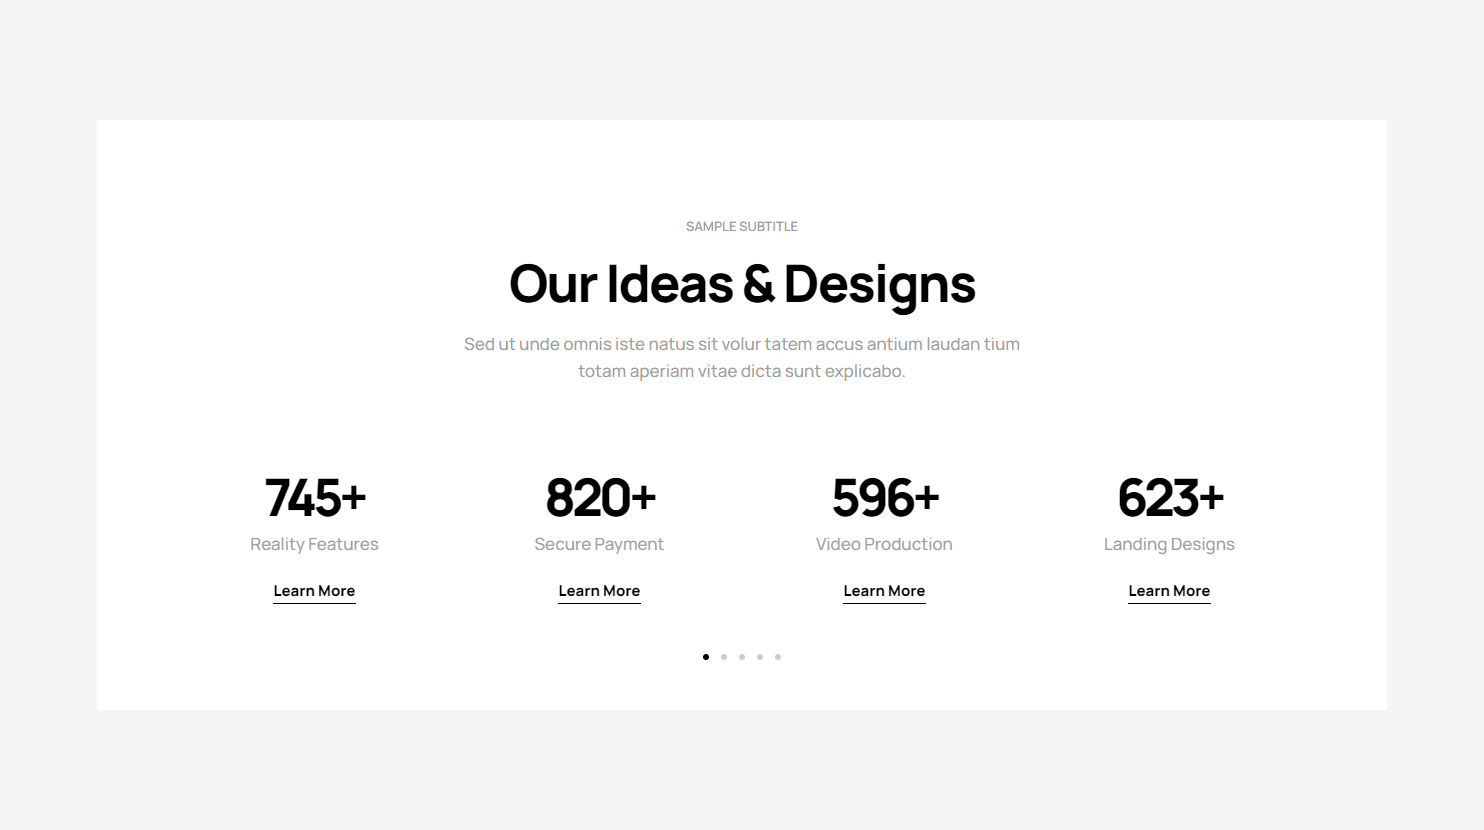 SAMPLE SUBTITLE
Our Ideas & Designs
Sed ut unde omnis iste natus sit volur tatem accus antium laudan tium
totam aperiam vitae dicta sunt explicabo.
745+ 820+ 596+ 623+
Reality Features Secure Payment Video Production Landing Designs
Learn More Learn More Learn More Learn More